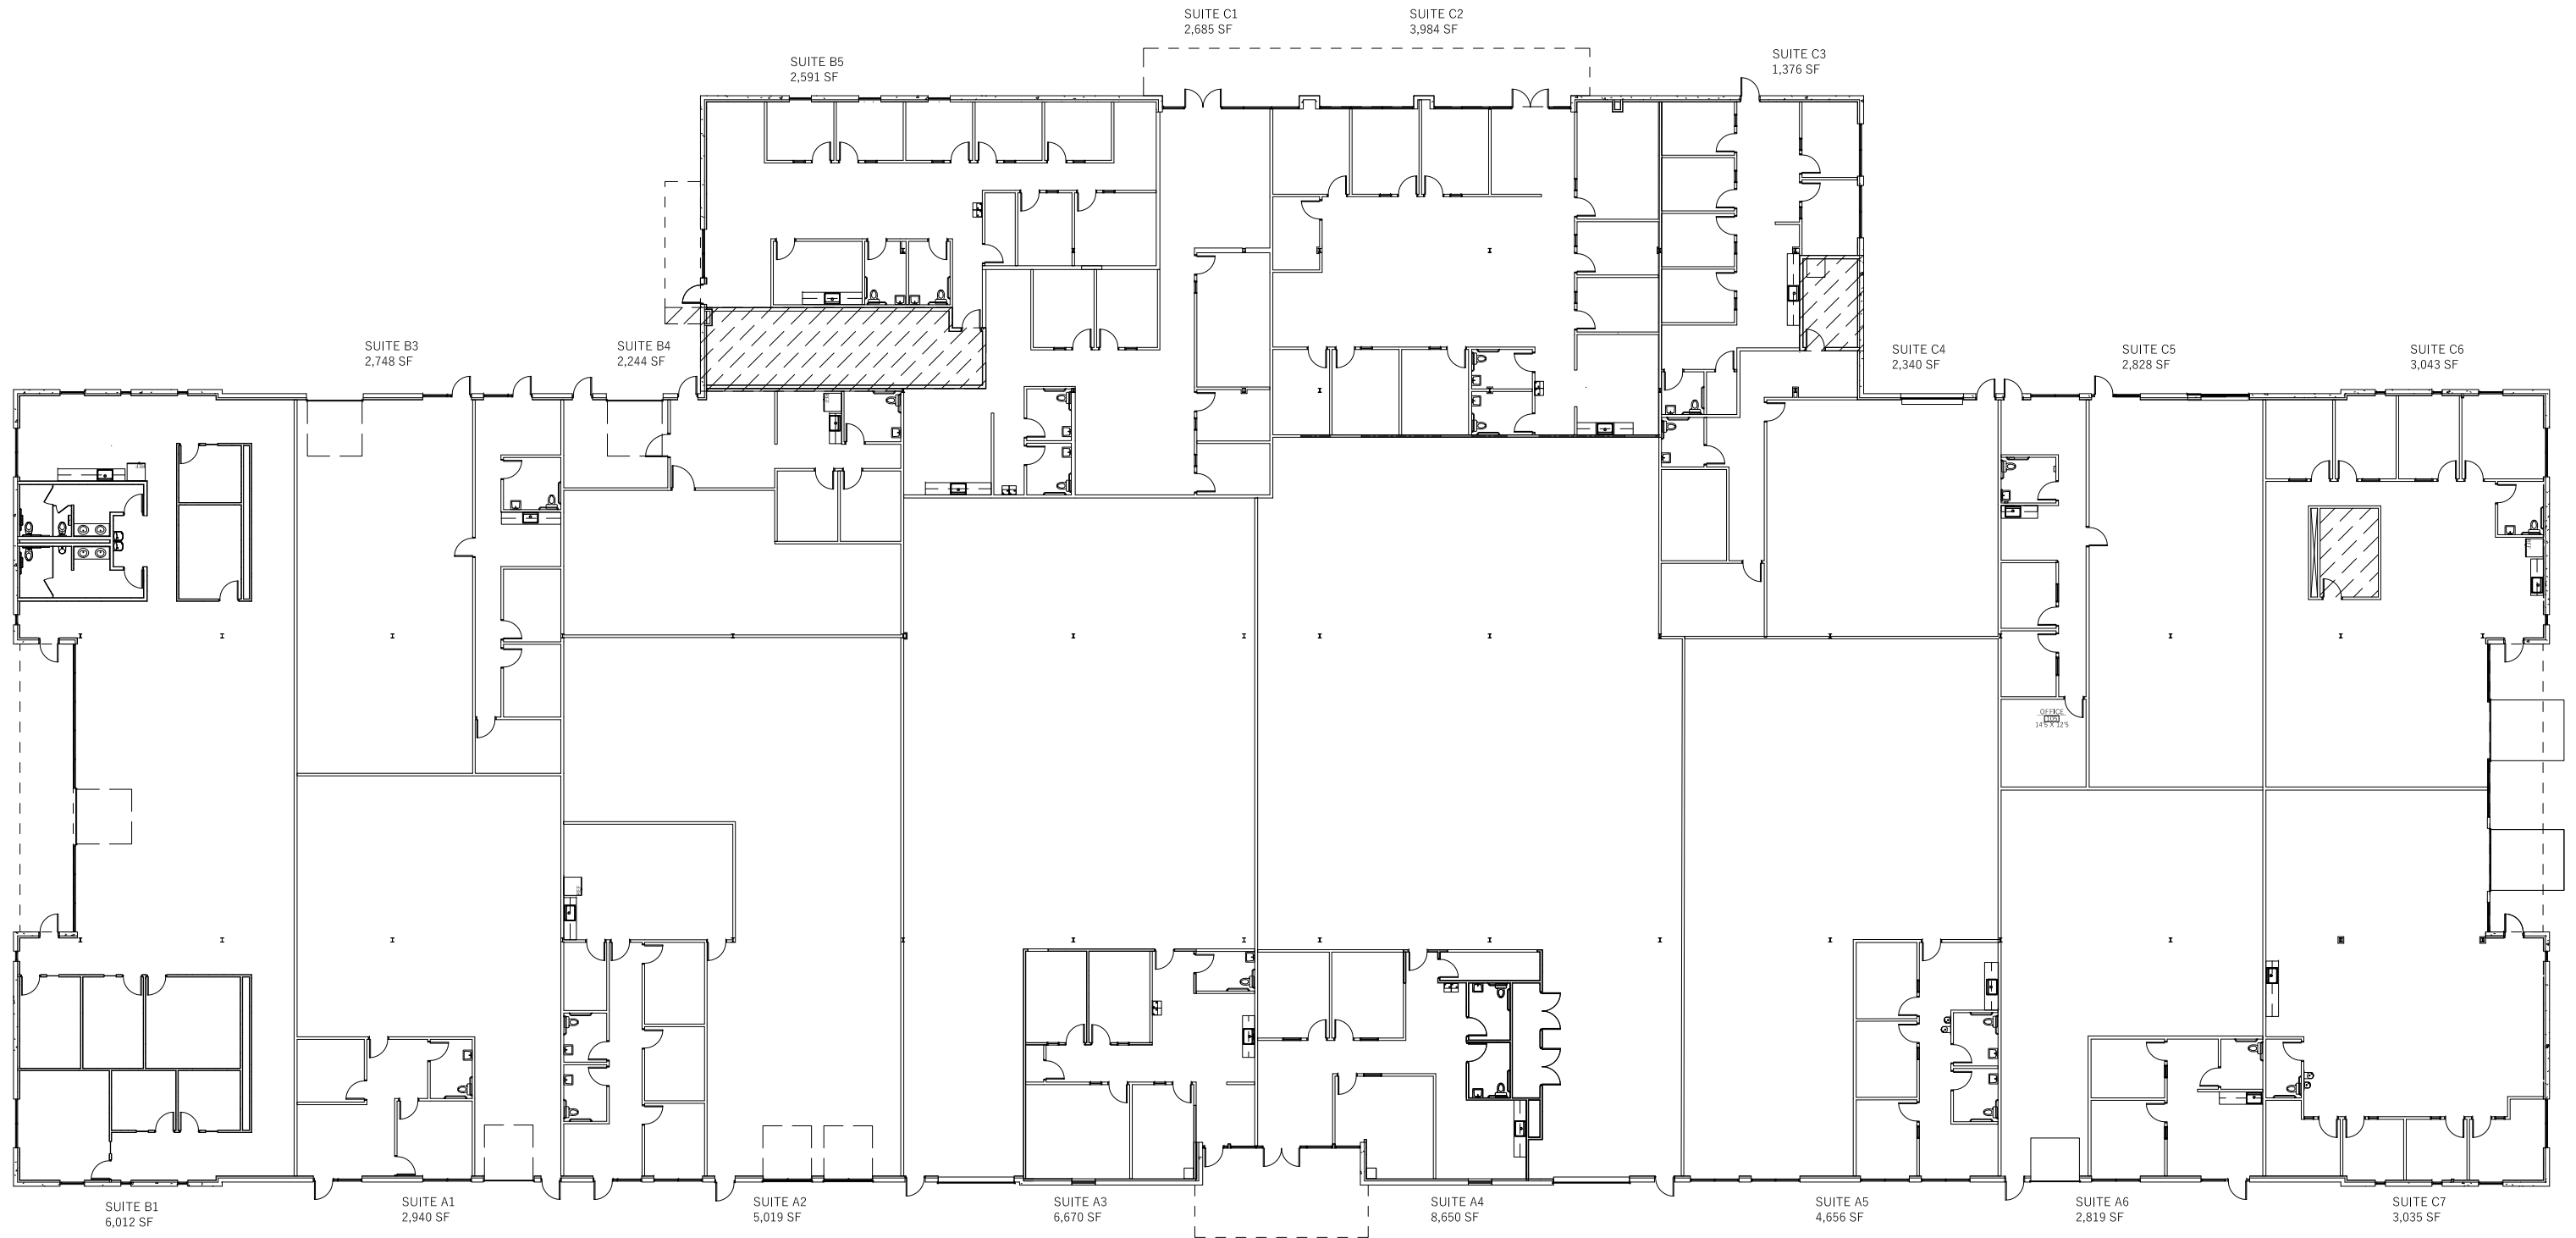 SUITE C1
2,685 SF
SUITE C2
3,984 SF
SUITE B5
2,591 SF
SUITE C3
1,376 SF
SUITE B3
2,748 SF
SUITE B4
2,244 SF
SUITE C4
2,340 SF
SUITE C5
2,828 SF
SUITE C6
3,043 SF
OFFICE
14'5 X 12'5
SUITE B1
6,012 SF
SUITE A1
2,940 SF
SUITE A2
5,019 SF
SUITE A3
6,670 SF
SUITE A4
8,650 SF
SUITE A5
4,656 SF
SUITE A6
2,819 SF
SUITE C7
3,035 SF